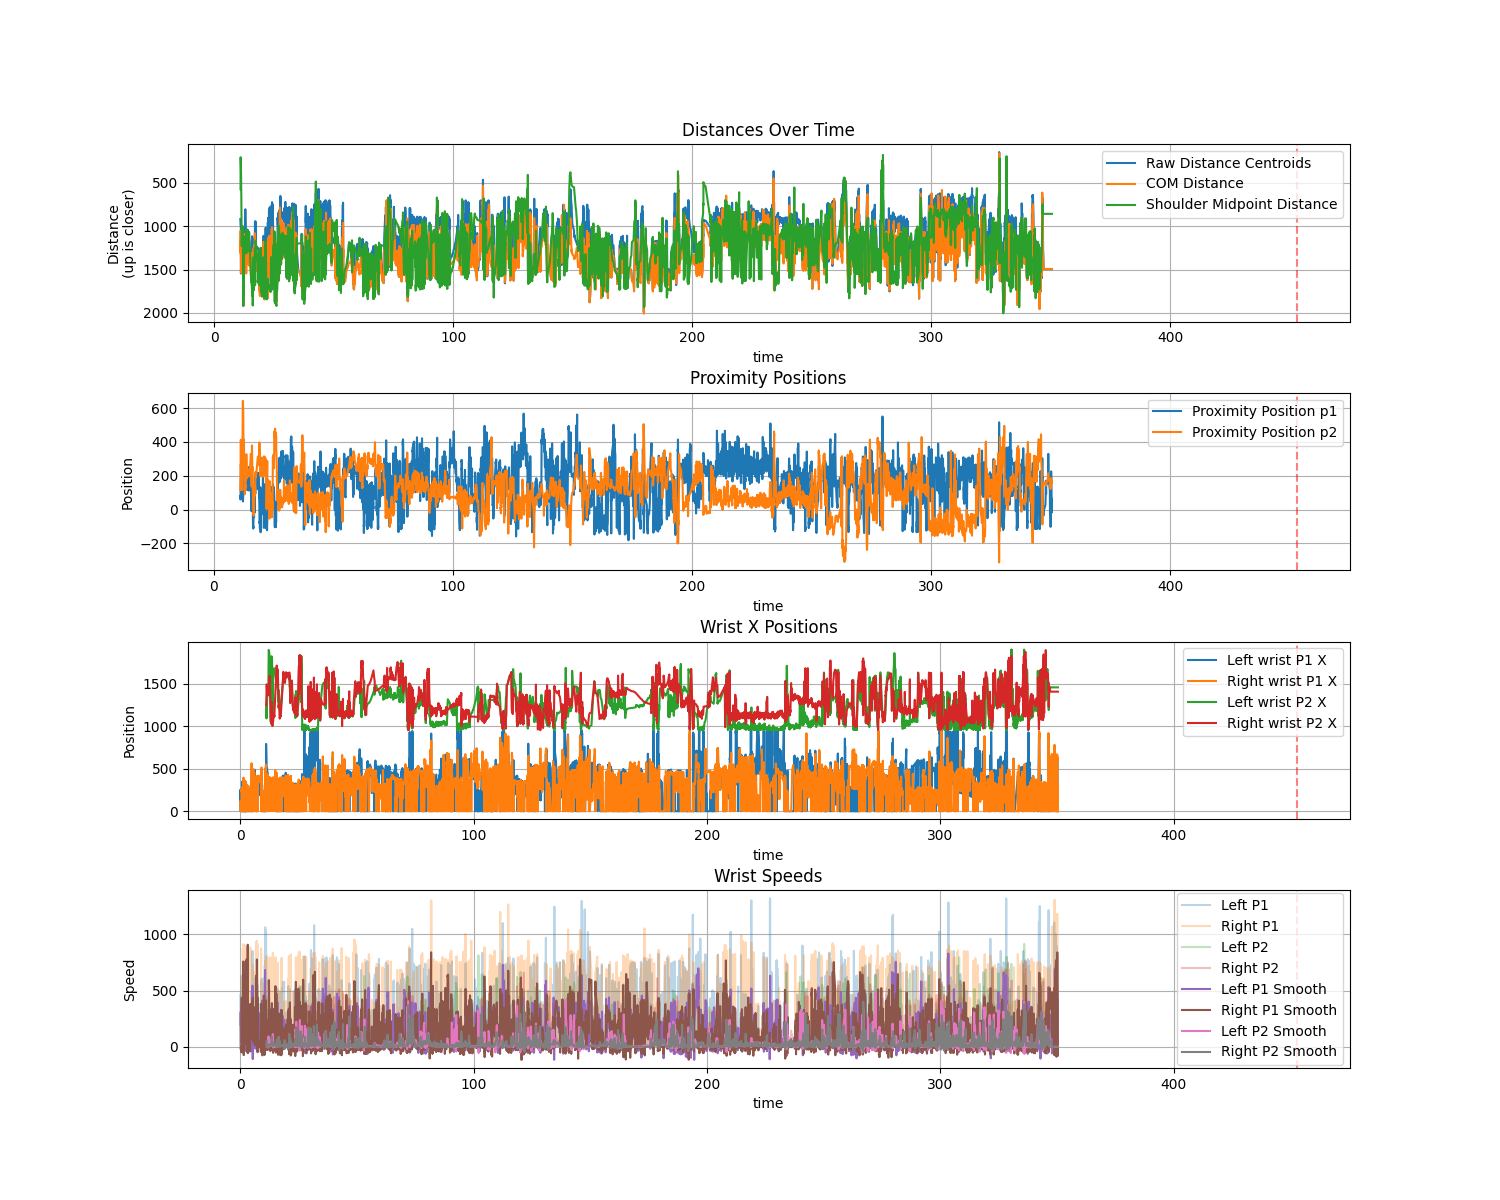 Distances Over Time
Distance
(up is closer)
500
1000
1500
2000
0 100 200 300 400
time
Raw Distance Centroids
COM Distance
Shoulder Midpoint Distance
Proximity Positions
Position
600
400
200
0
−200
0 100 200 300 400
time
Proximity Position p1
Proximity Position p2
Wrist X Positions
Position
1500
1000
500
0
0 100 200 300 400
time
Left wrist P1 X
Right wrist P1 X
Left wrist P2 X
Right wrist P2 X
Wrist Speeds
Speed
1000
500
0
0 100 200 300 400
time
Left P1
Right P1
Left P2
Right P2
Left P1 Smooth
Right P1 Smooth
Left P2 Smooth
Right P2 Smooth